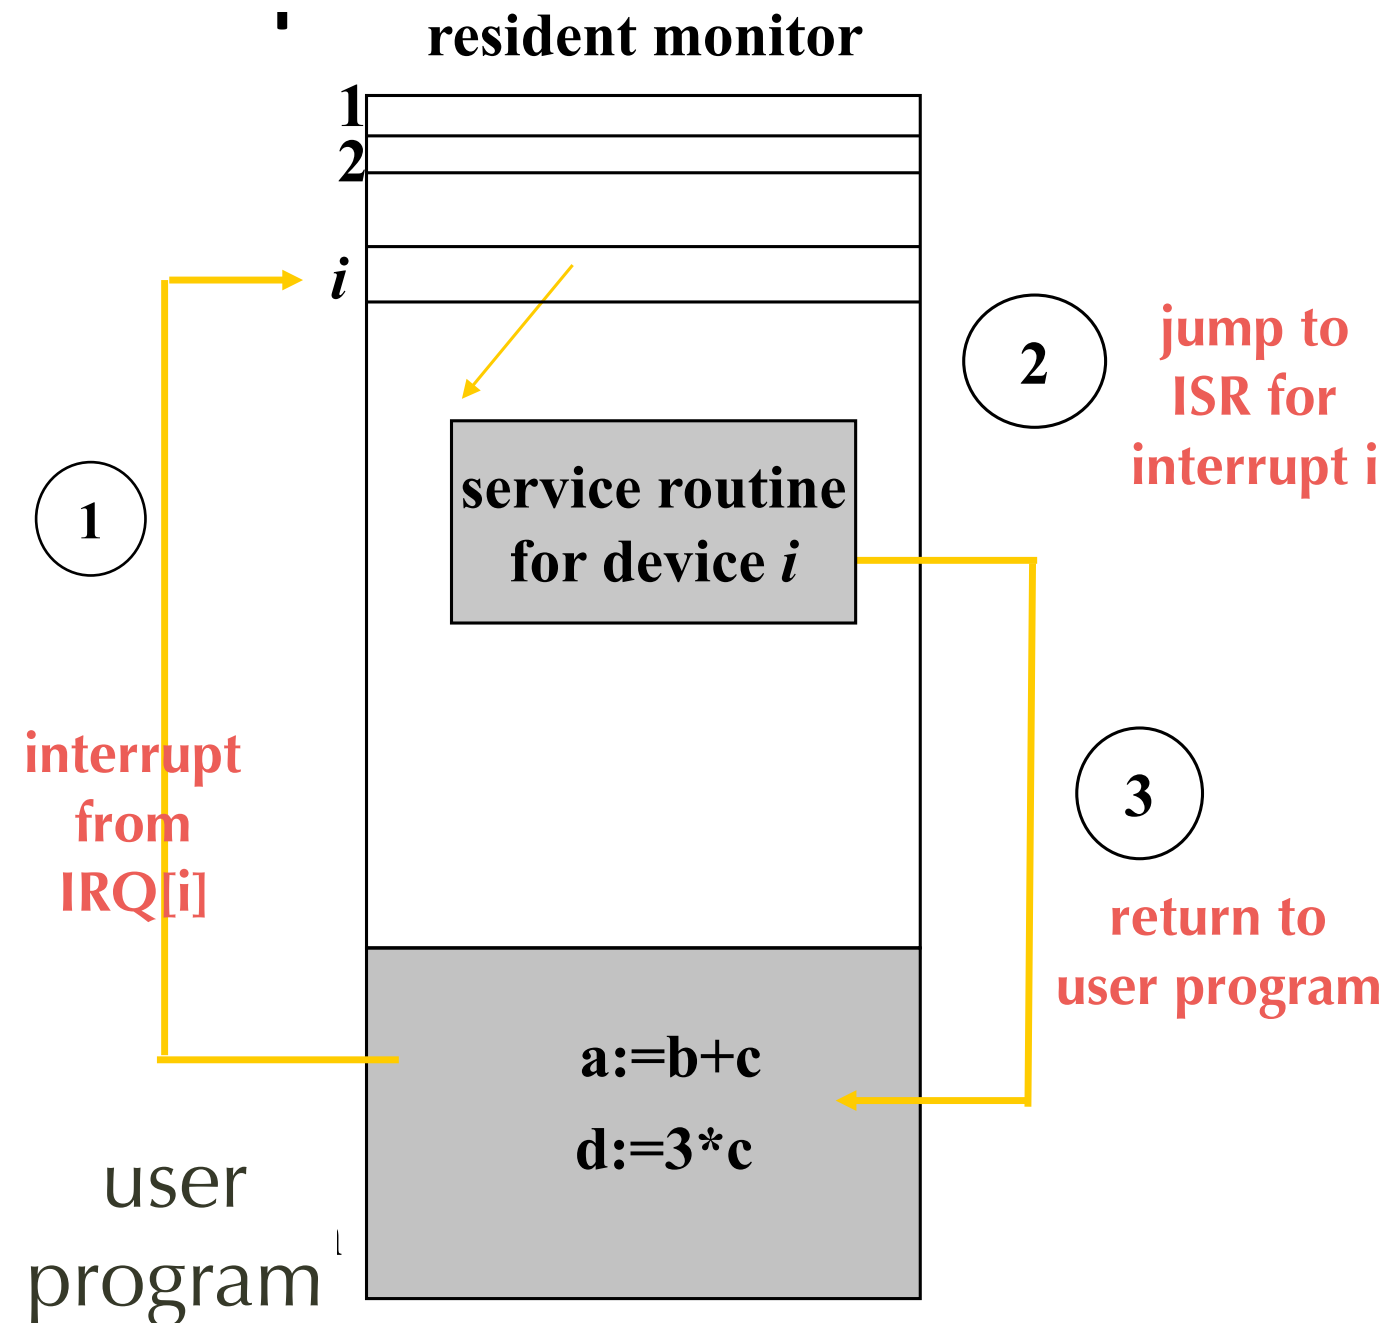 resident monitor
1
2
i
2
jump to
ISR for
interrupt i
service routine
for device i
1
interrupt
from
IRQ[i]
3
return to
user program
a:=b+c
d:=3*c
user
program